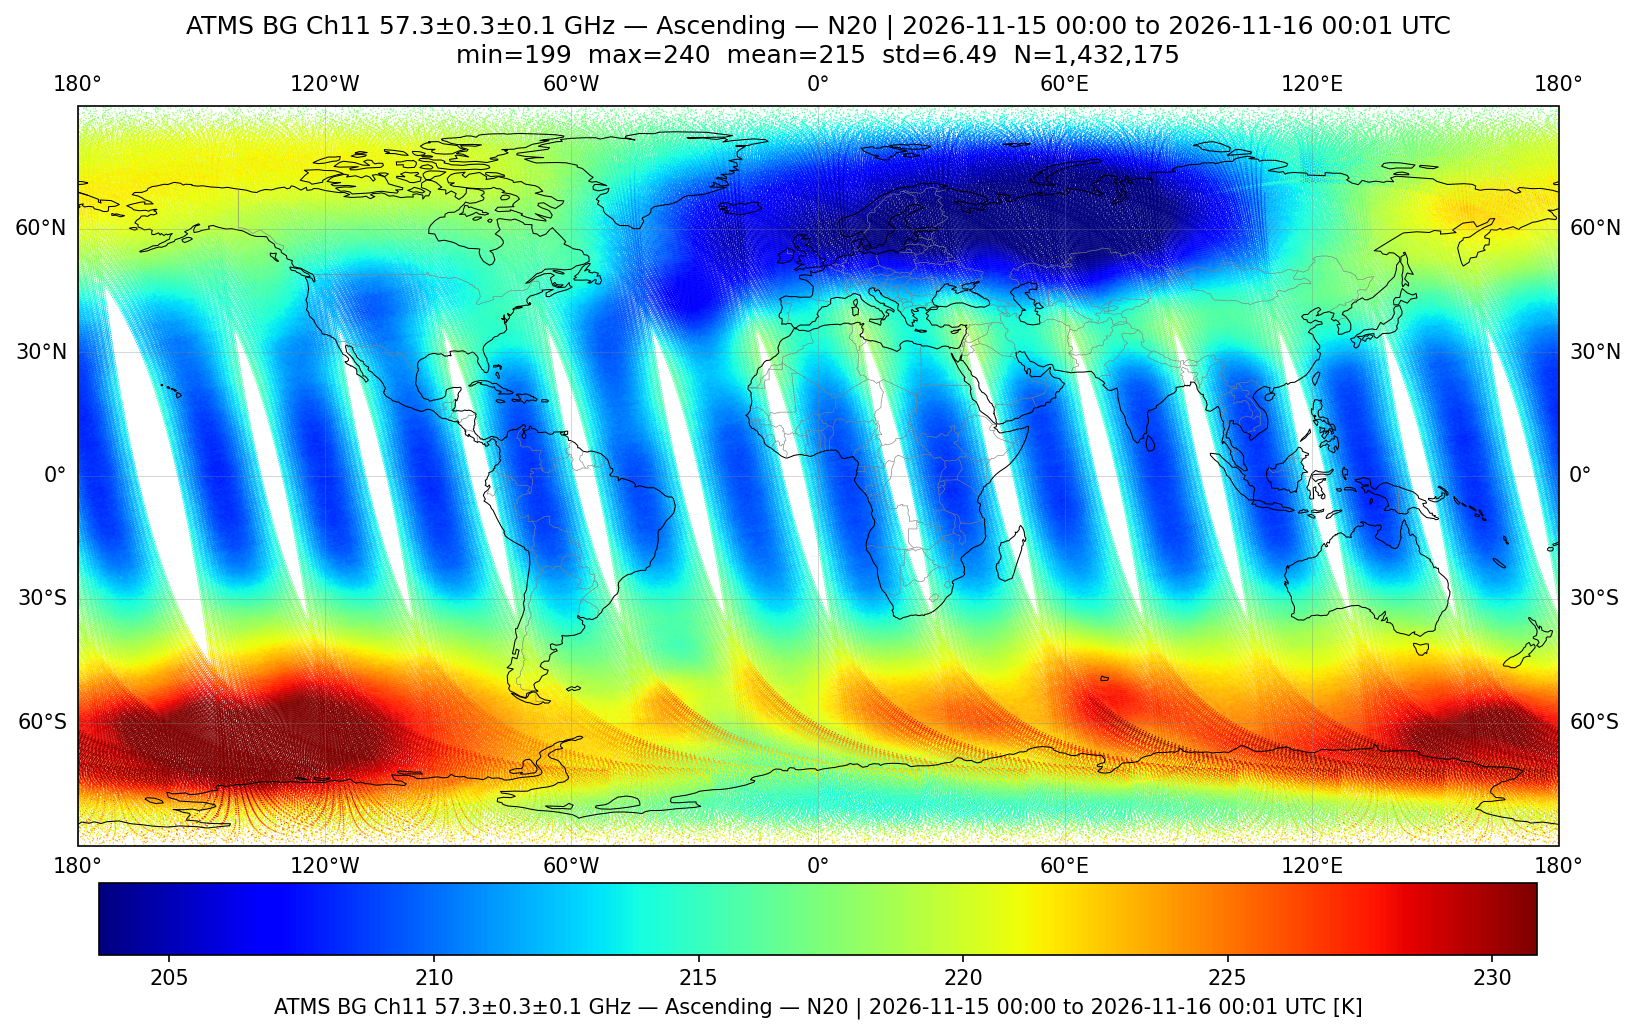 ATMS BG Ch11 57.3±0.3±0.1 GHz — Ascending — N20 | 2026-11-15 00:00 to 2026-11-16 00:01 UTC
min=199 max=240 mean=215 std=6.49 N=1,432,175
180° 120°W 60°W 0° 60°E 120°E 180°
60°N 60°N
30°N 30°N
0° 0°
30°S 30°S
60°S 60°S
180° 120°W 60°W 0° 60°E 120°E 180°
205 210 215 220 225 230
ATMS BG Ch11 57.3±0.3±0.1 GHz — Ascending — N20 | 2026-11-15 00:00 to 2026-11-16 00:01 UTC [K]